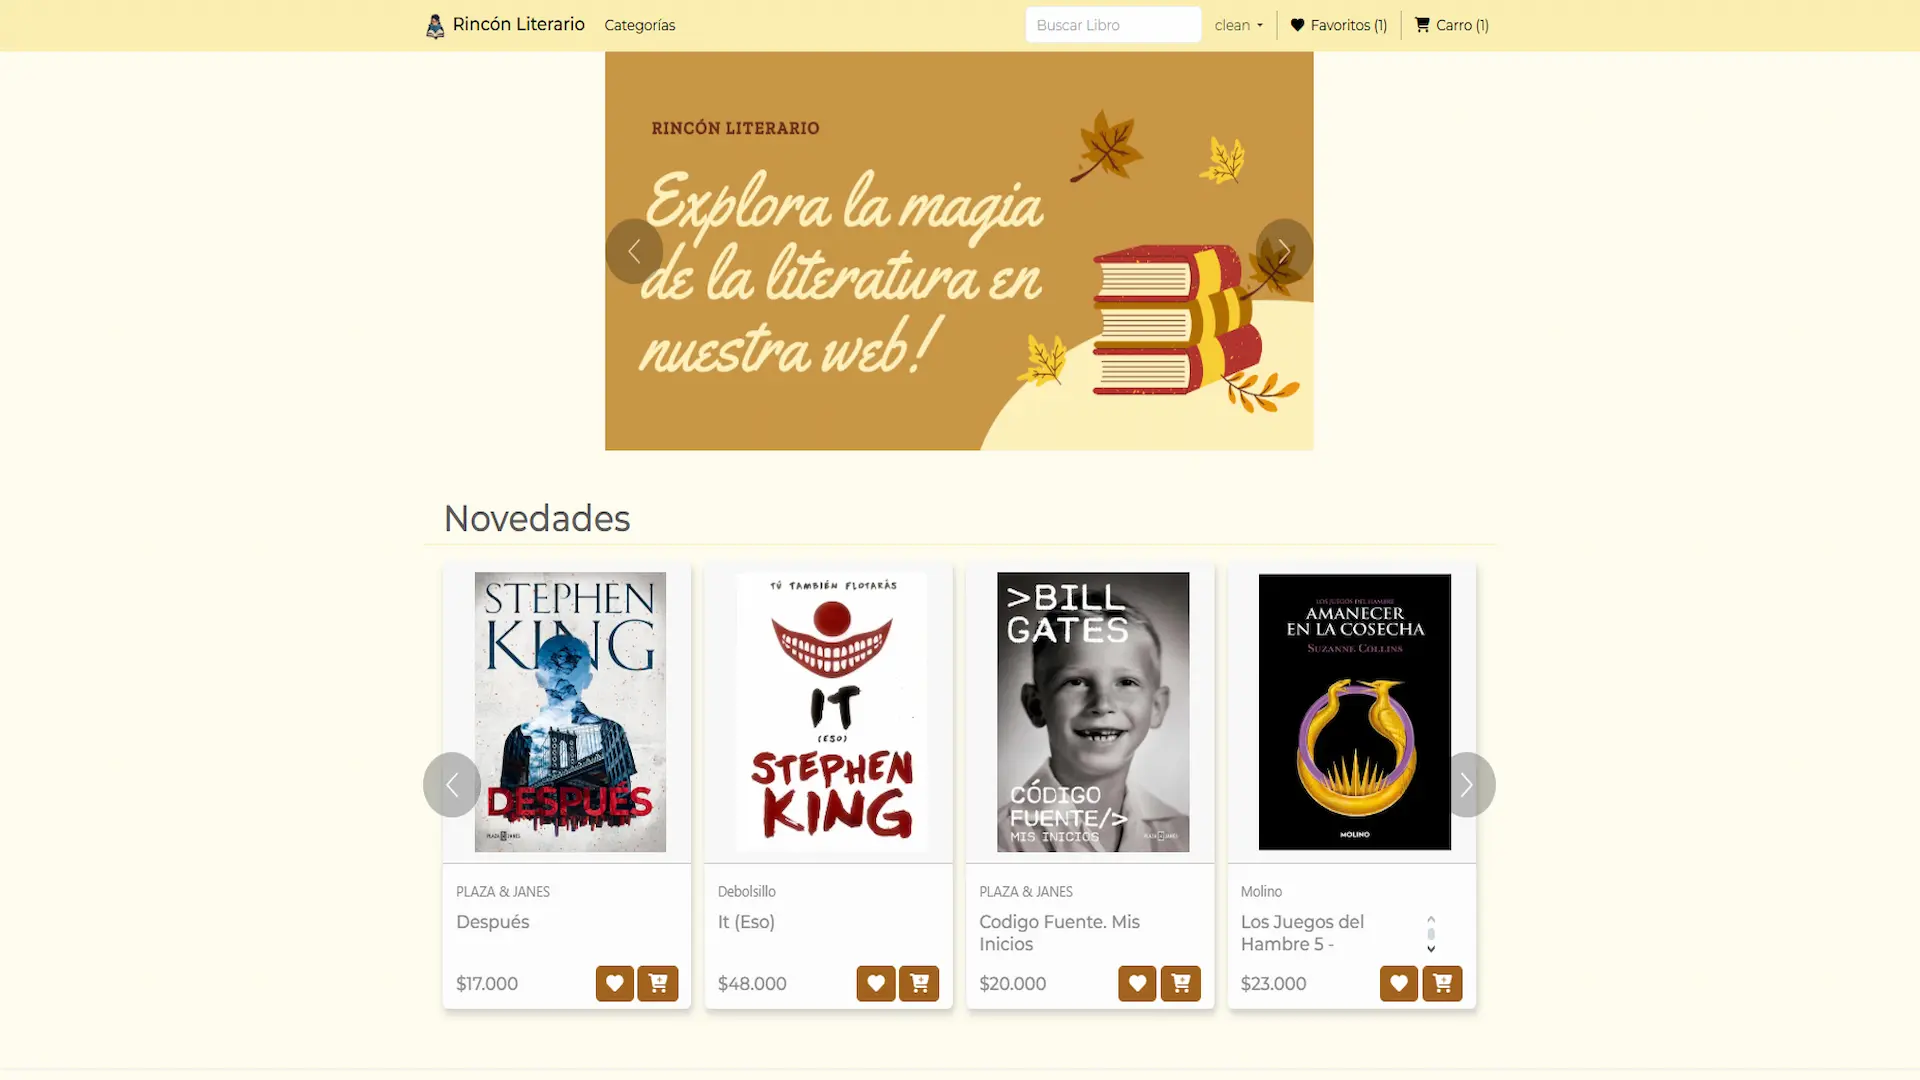 Rincón Literario
Categorías
Buscar Libro
clean
Favoritos (1)
Carro (1)
RINCÓN LITERARIO
Explora la magia
de la literatura en
nuestra web!
Novedades
STEPHEN
KING
DESPUÉS
PLAZA JANÉS
PLAZA & JANES
Después
$17.000
TÚ TAMBIÉN FLOTARÁS
IT
(ESO)
STEPHEN
KING
Debolsillo
It (Eso)
$48.000
>BILL
GATES
CÓDIGO
FUENTE/>
MIS INICIOS
PLAZA JANÉS
PLAZA & JANES
Codigo Fuente. Mis
Inicios
$20.000
LOS JUEGOS DEL HAMBRE
AMANECER
EN LA COSECHA
SUZANNE COLLINS
MOLINO
Molino
Los Juegos del
Hambre 5 -
$23.000